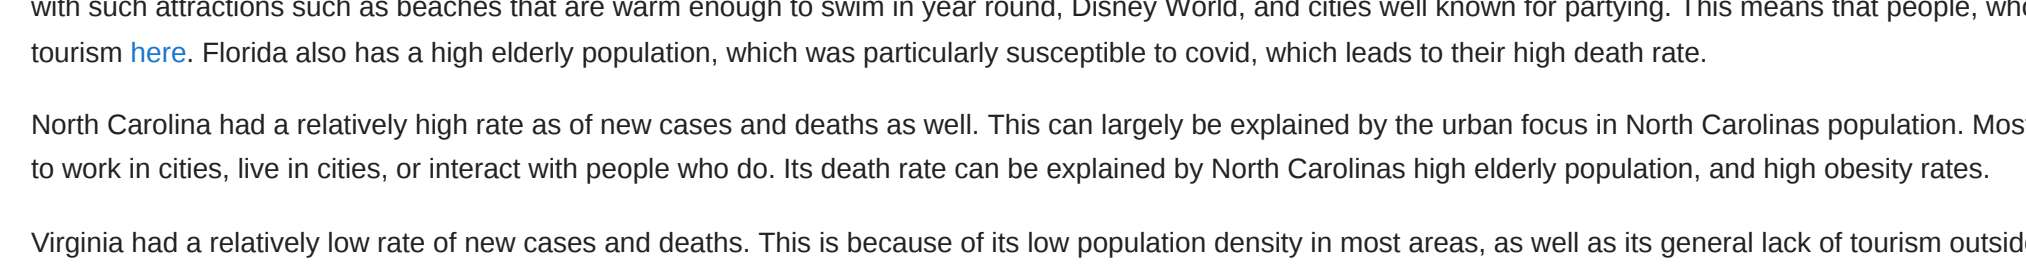 with such attractions such as beaches that are warm enough to swim in year round, Disney World, and cities well known for partying. This means that people, who
tourism here. Florida also has a high elderly population, which was particularly susceptible to covid, which leads to their high death rate.
North Carolina had a relatively high rate as of new cases and deaths as well. This can largely be explained by the urban focus in North Carolinas population. Most
to work in cities, live in cities, or interact with people who do. Its death rate can be explained by North Carolinas high elderly population, and high obesity rates.
Virginia had a relatively low rate of new cases and deaths. This is because of its low population density in most areas, as well as its general lack of tourism outside